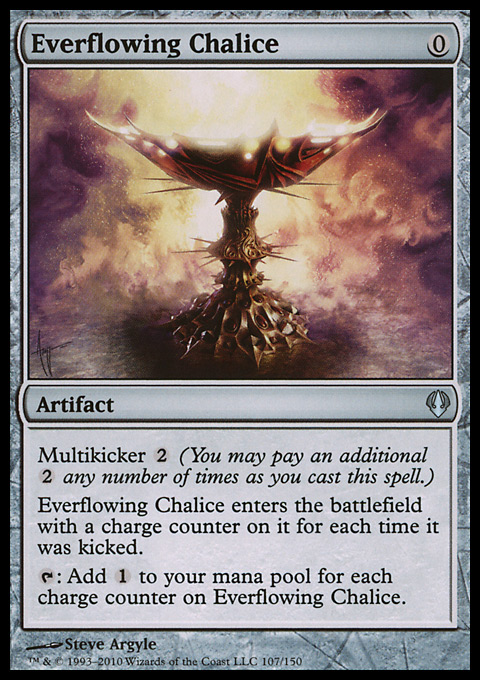 Everflowing Chalice 0
Artifact
Multikicker 2 (You may pay an additional
2 any number of times as you cast this spell.)
Everflowing Chalice enters the battlefield
with a charge counter on it for each time it
was kicked.
: Add 1 to your mana pool for each
charge counter on Everflowing Chalice.
Steve Argyle
™ & © 1993–2010 Wizards of the Coast LLC 107/150